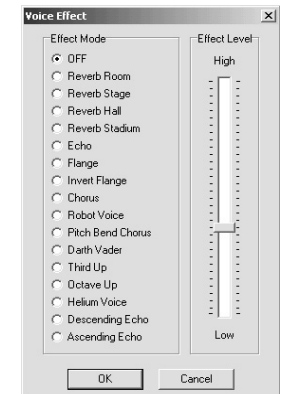 Voice Effect
Effect Mode
OFF
Reverb Room
Reverb Stage
Reverb Hall
Reverb Stadium
Echo
Flange
Invert Flange
Chorus
Robot Voice
Pitch Bend Chorus
Darth Vader
Third Up
Octave Up
Helium Voice
Descending Echo
Ascending Echo
Effect Level
High
Low
OK
Cancel